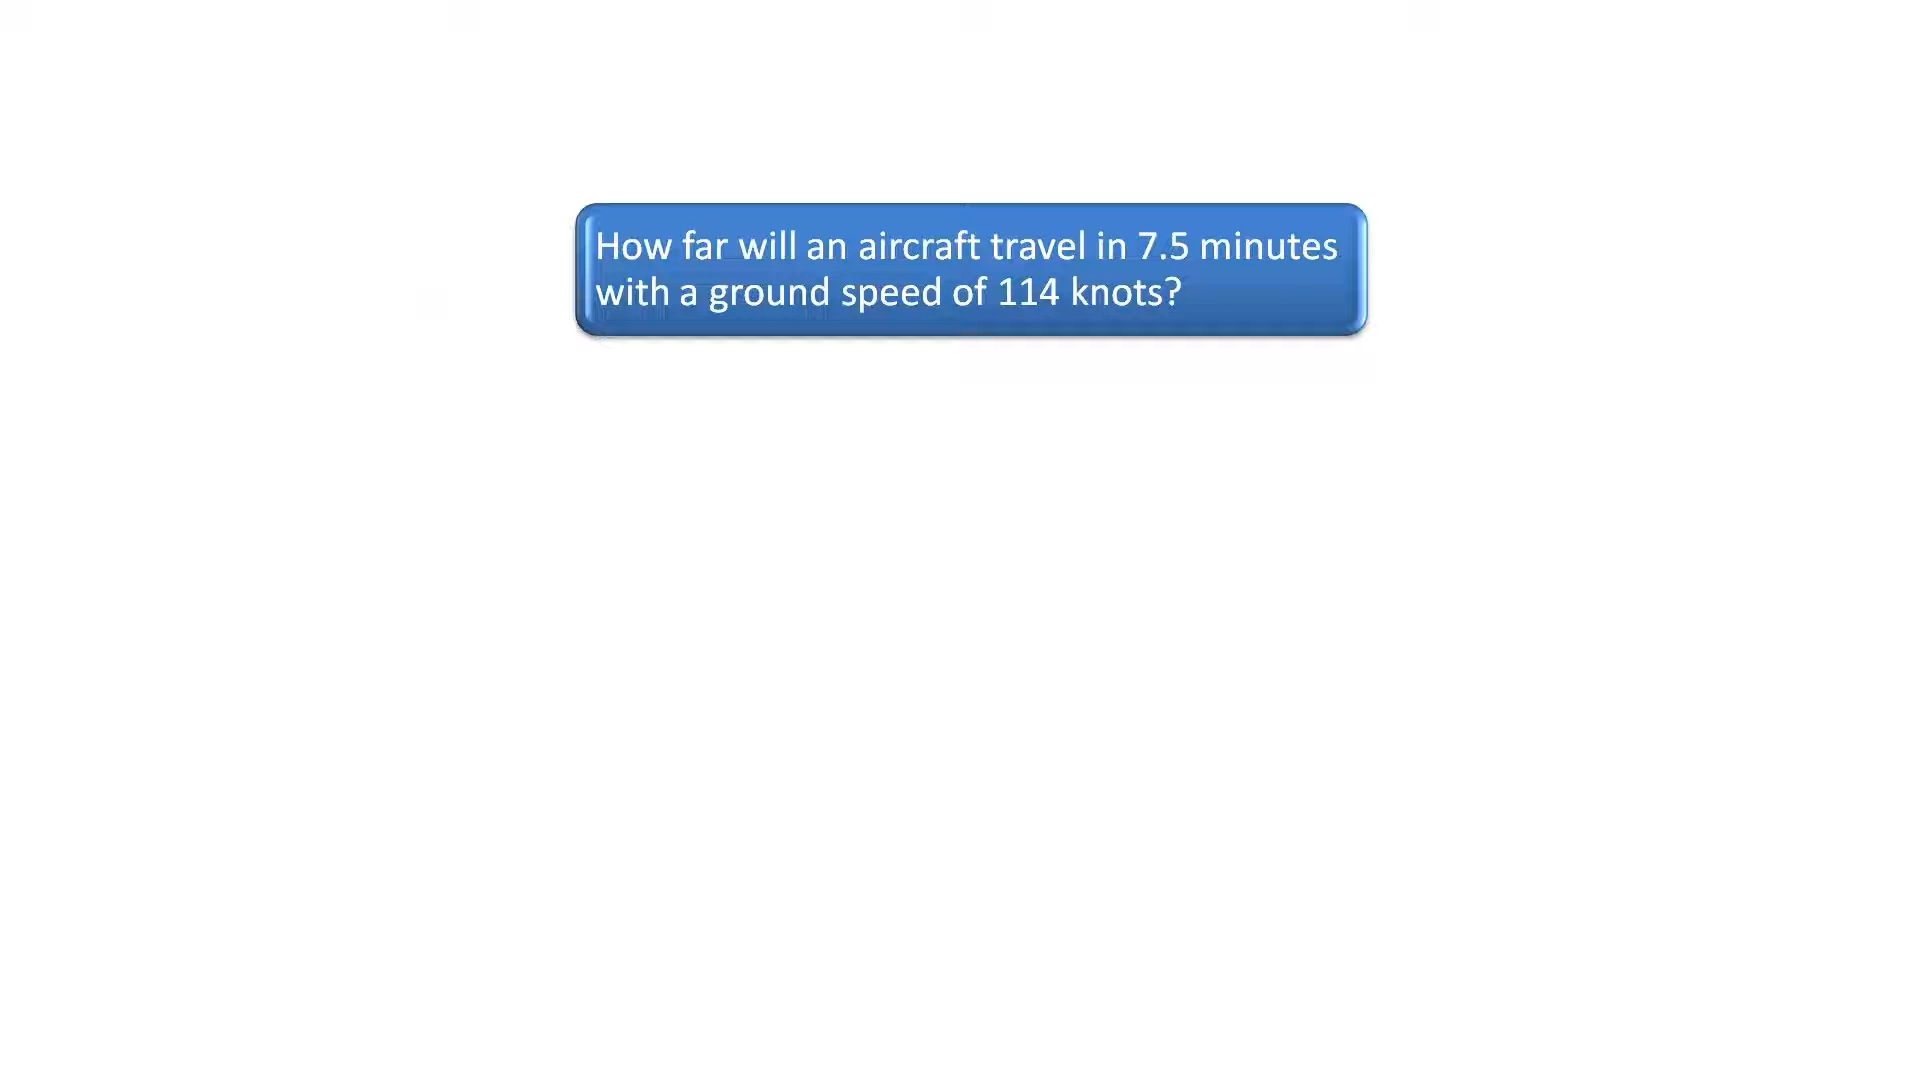 How far will an aircraft travel in 7.5 minutes
with a ground speed of 114 knots?